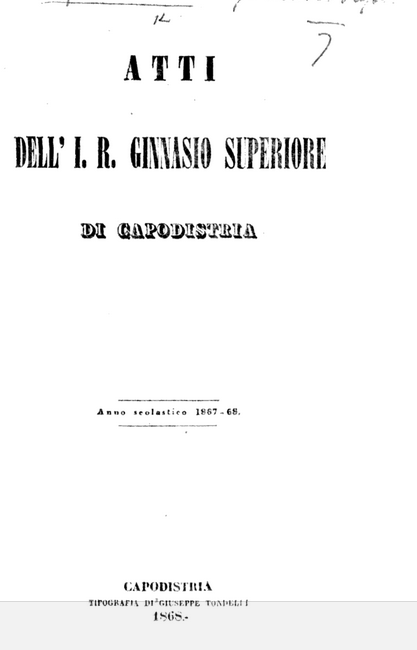 ATTI
DELL' I. R. GINNASIO SUPERIORE
DI CAPODISTRIA
Anno scolastico 1867-68.
CAPODISTRIA
TIPOGRAFIA DI GIUSEPPE TONDELLI
1868.-